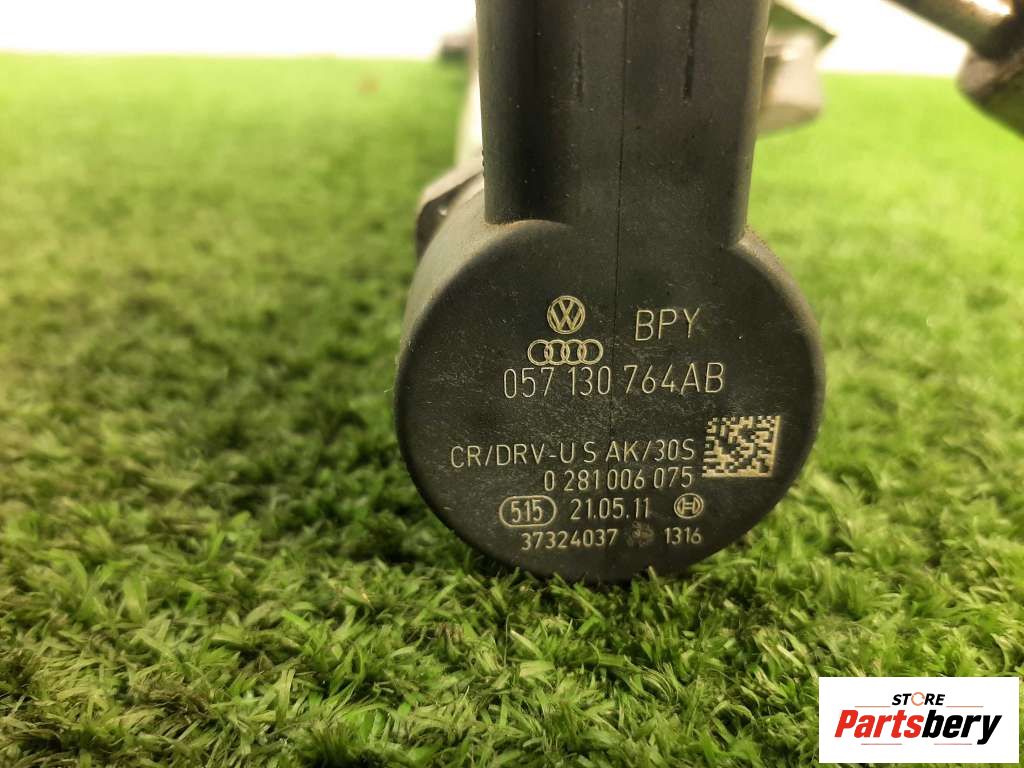 BPY
057 130 764AB
CR/DRV-U S AK/30S
0 281 006 075
515 21.05.11
37324037 1316
STORE
Partsbery